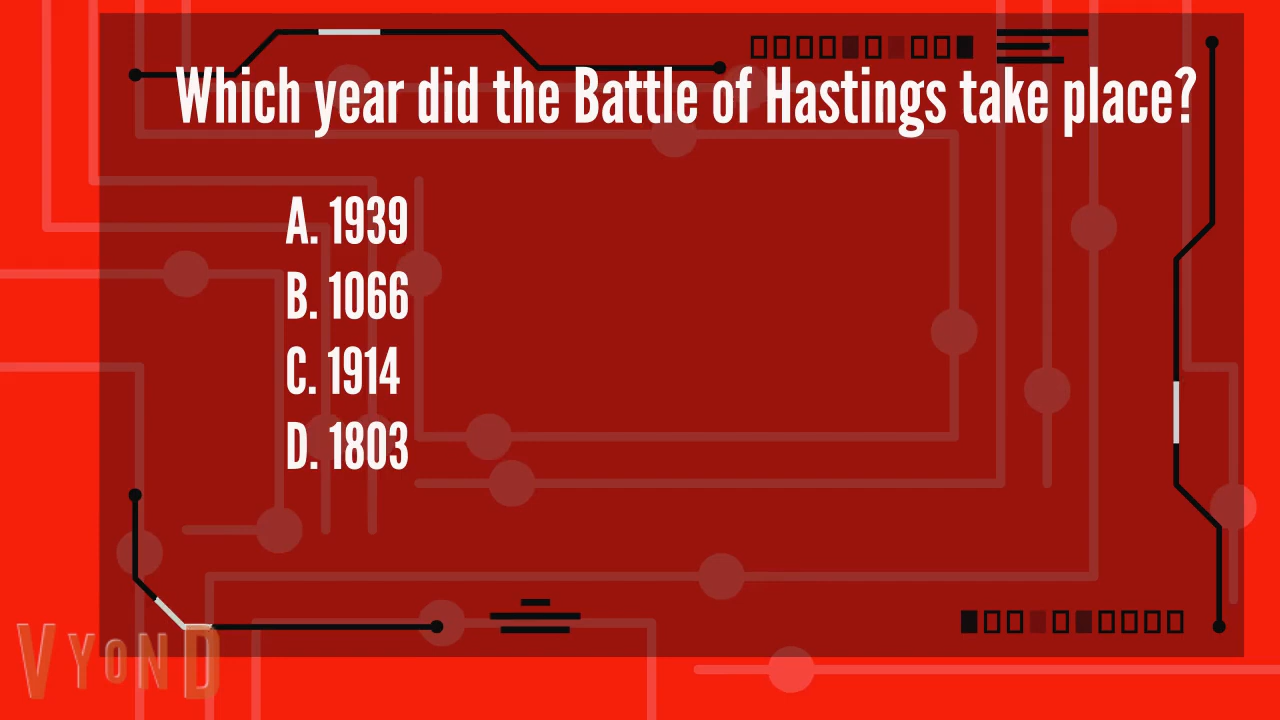 Which year did the Battle of Hastings take place?
A. 1939
B. 1066
C. 1914
D. 1803
VYOND